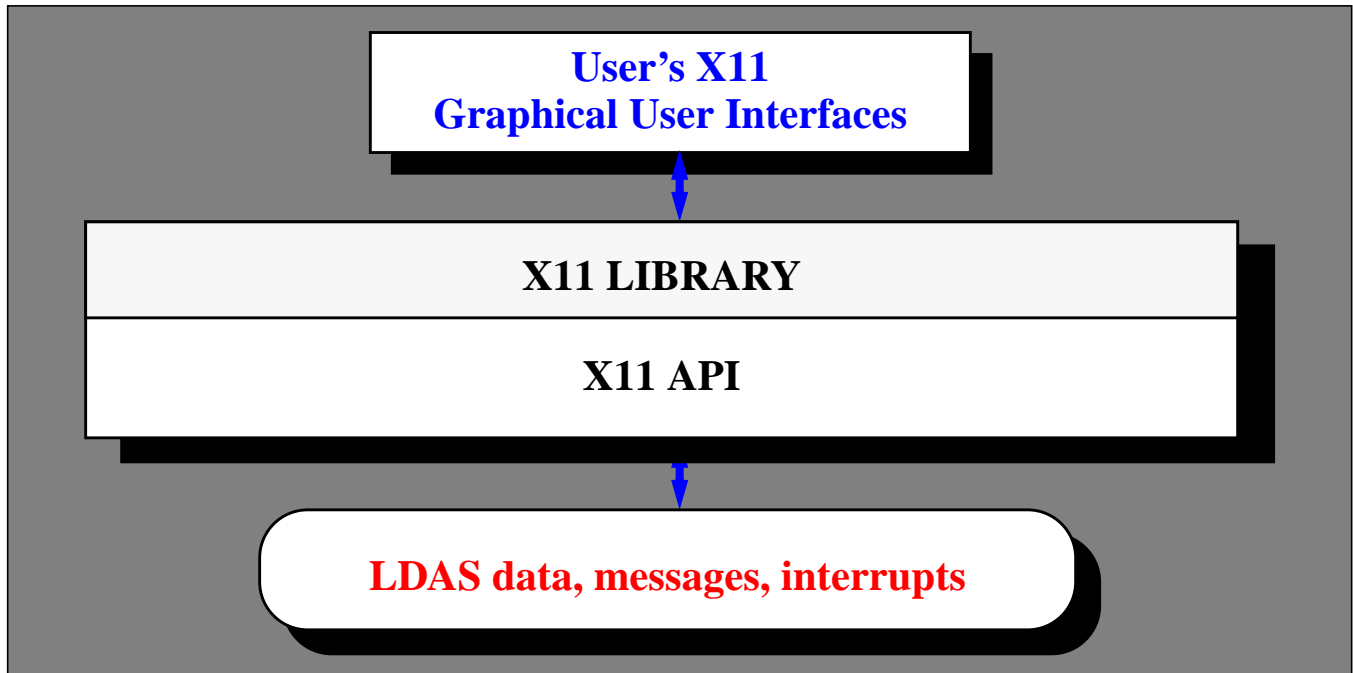 User’s X11
Graphical User Interfaces
X11 LIBRARY
X11 API
LDAS data, messages, interrupts